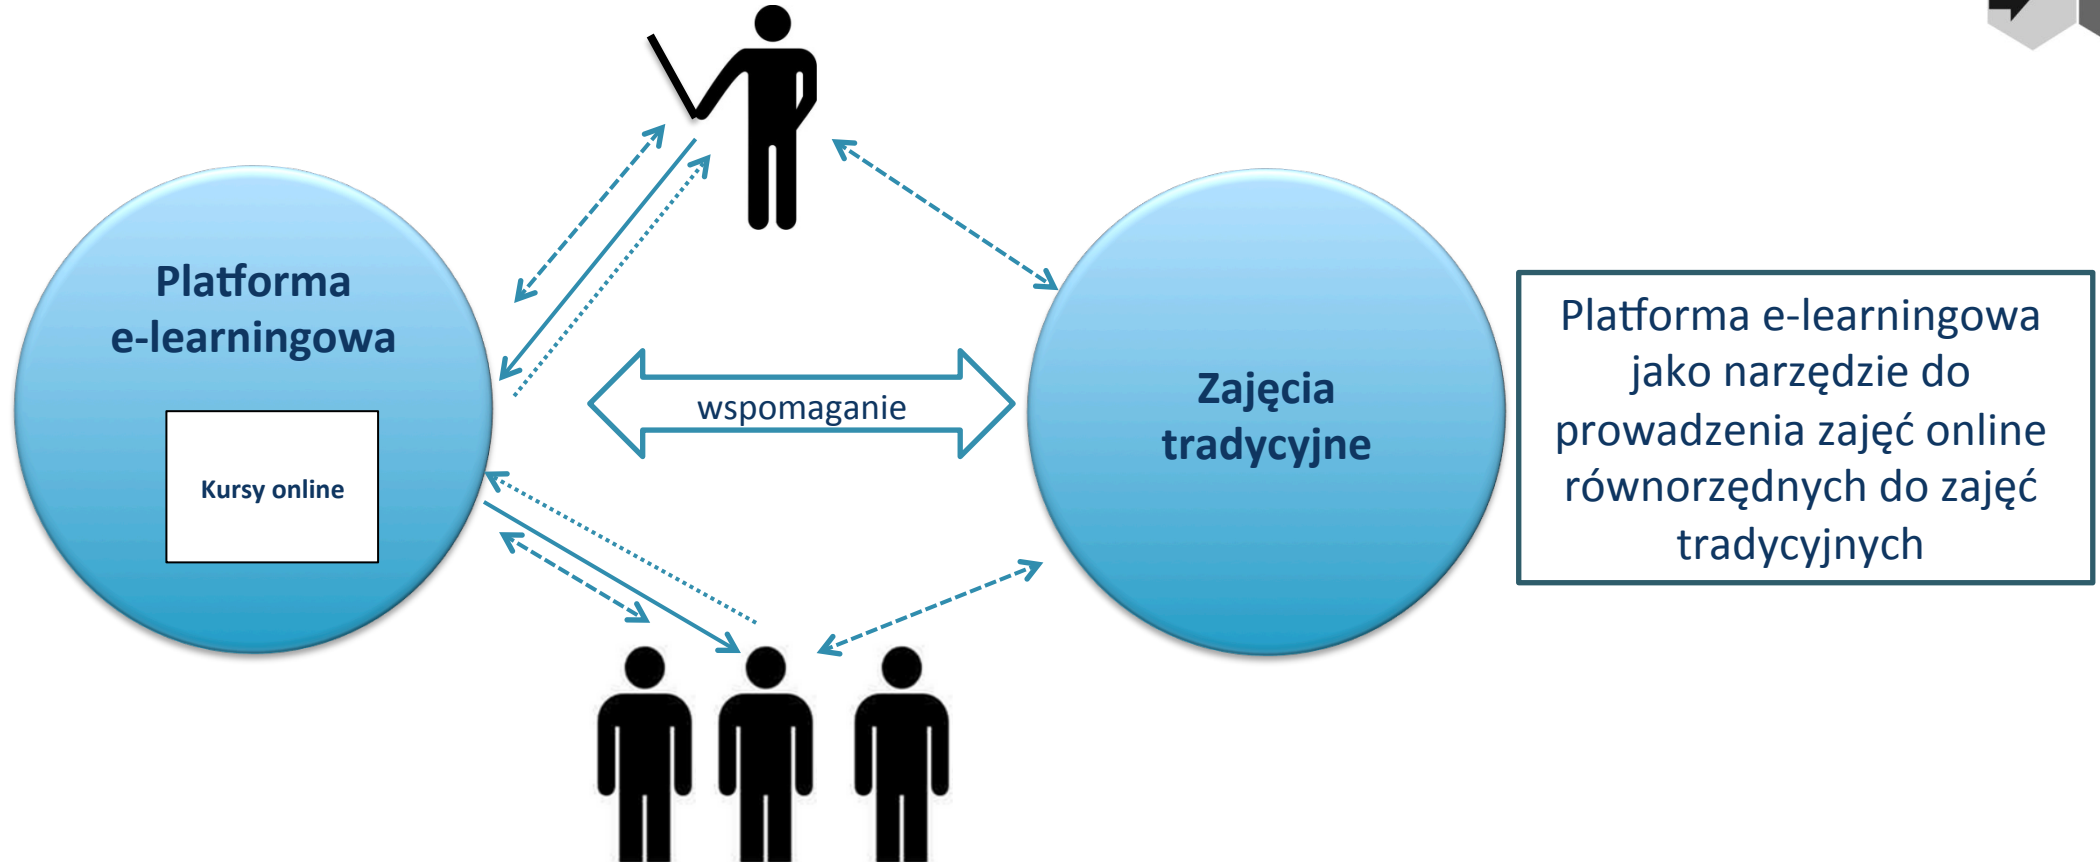 Platforma
e-learningowa
Kursy online
wspomaganie
Zajęcia
tradycyjne
Platforma e-learningowa
jako narzędzie do
prowadzenia zajęć online
równorzędnych do zajęć
tradycyjnych